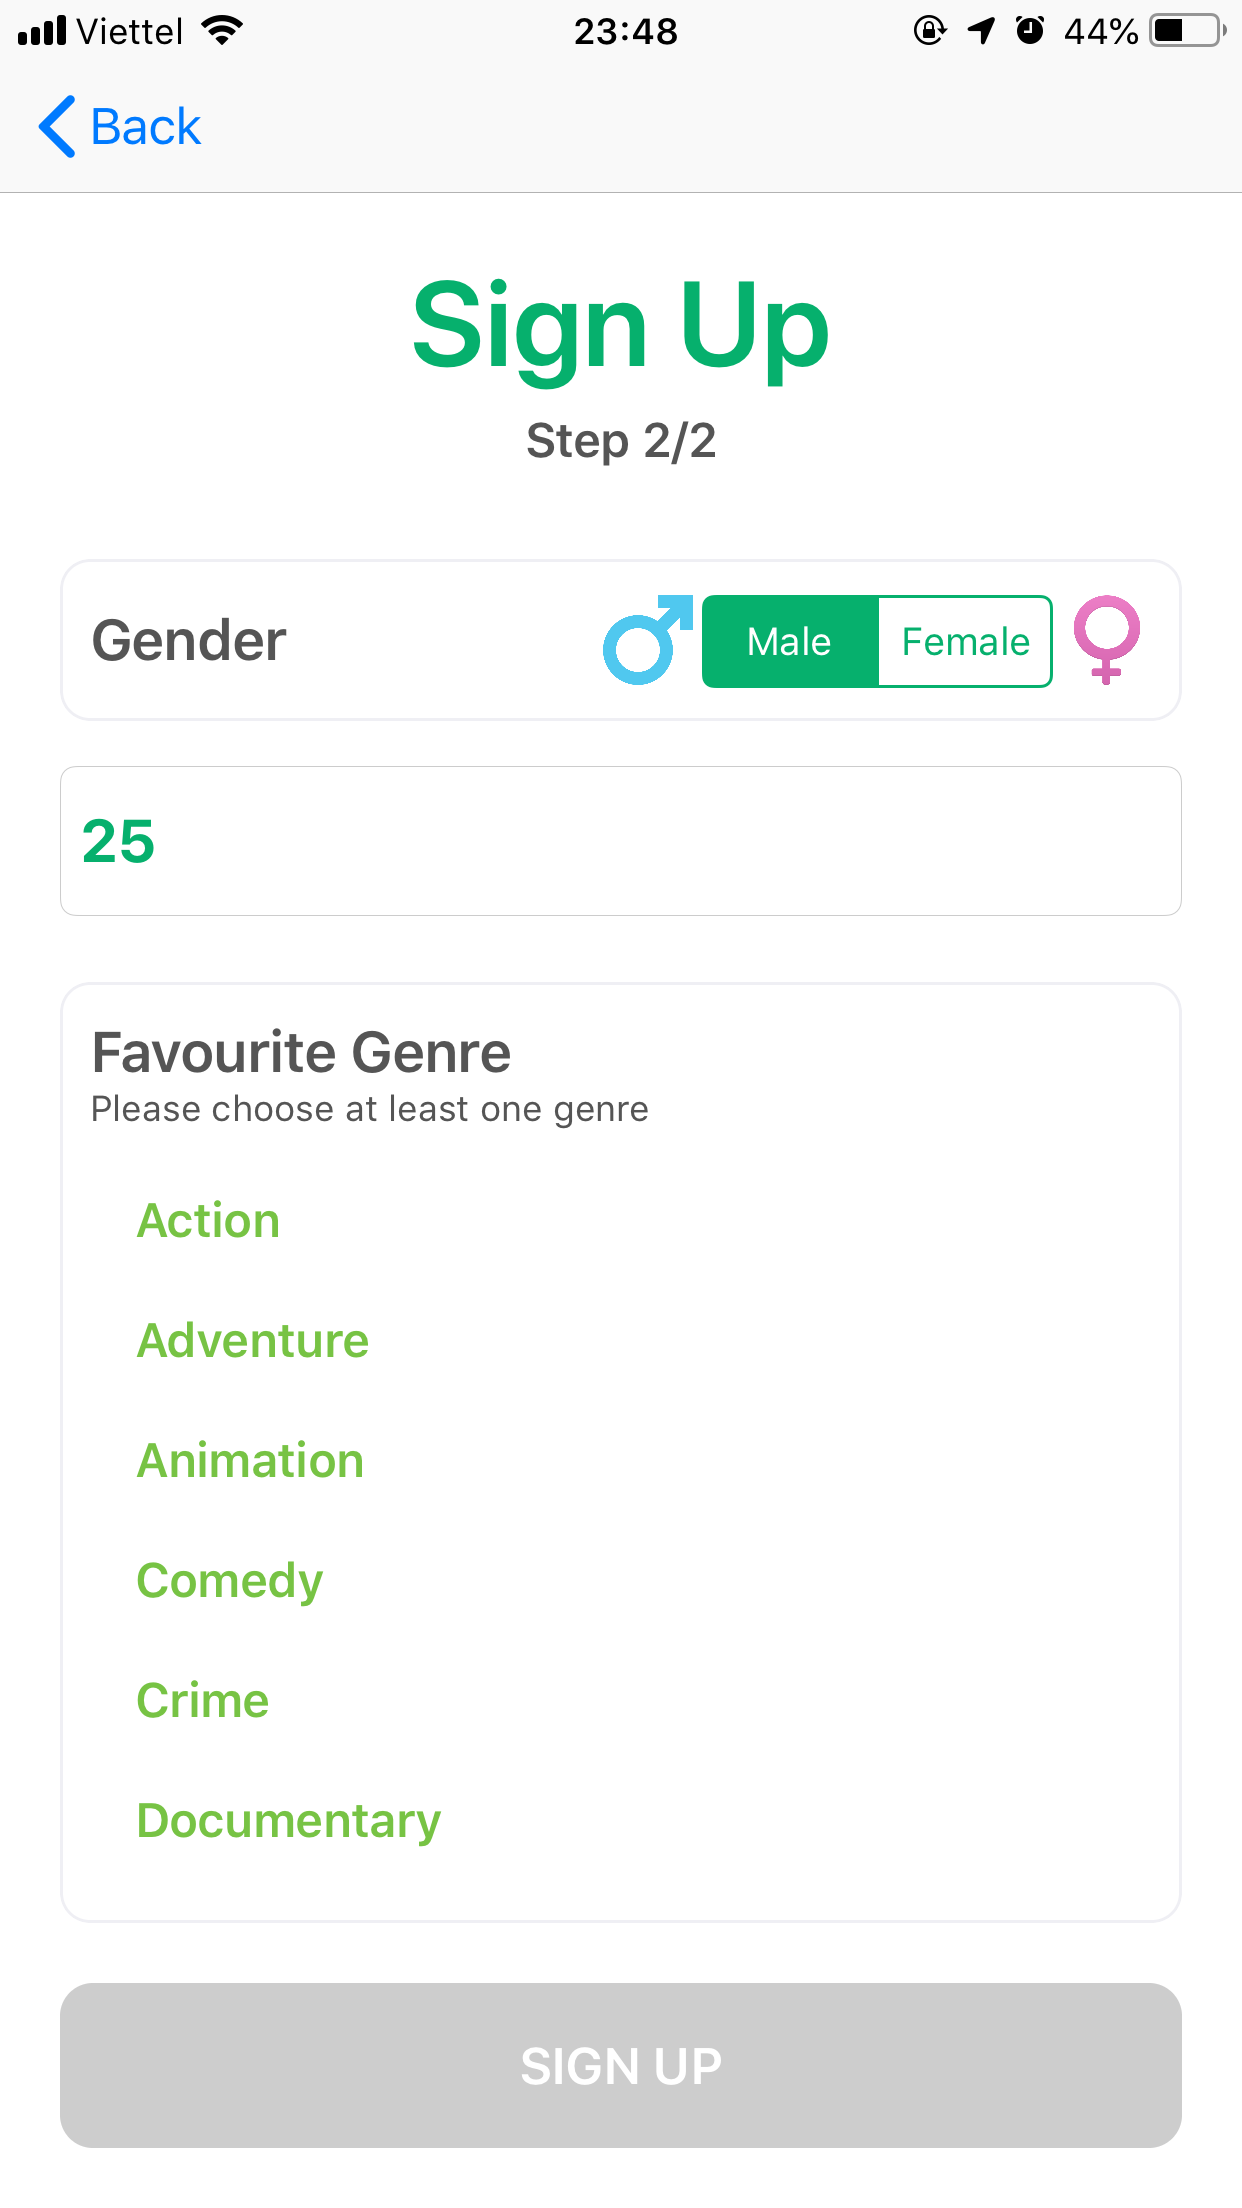 Viettel 23:48 44%
Back
Sign Up
Step 2/2
Gender Male Female
25
Favourite Genre
Please choose at least one genre
Action
Adventure
Animation
Comedy
Crime
Documentary
SIGN UP